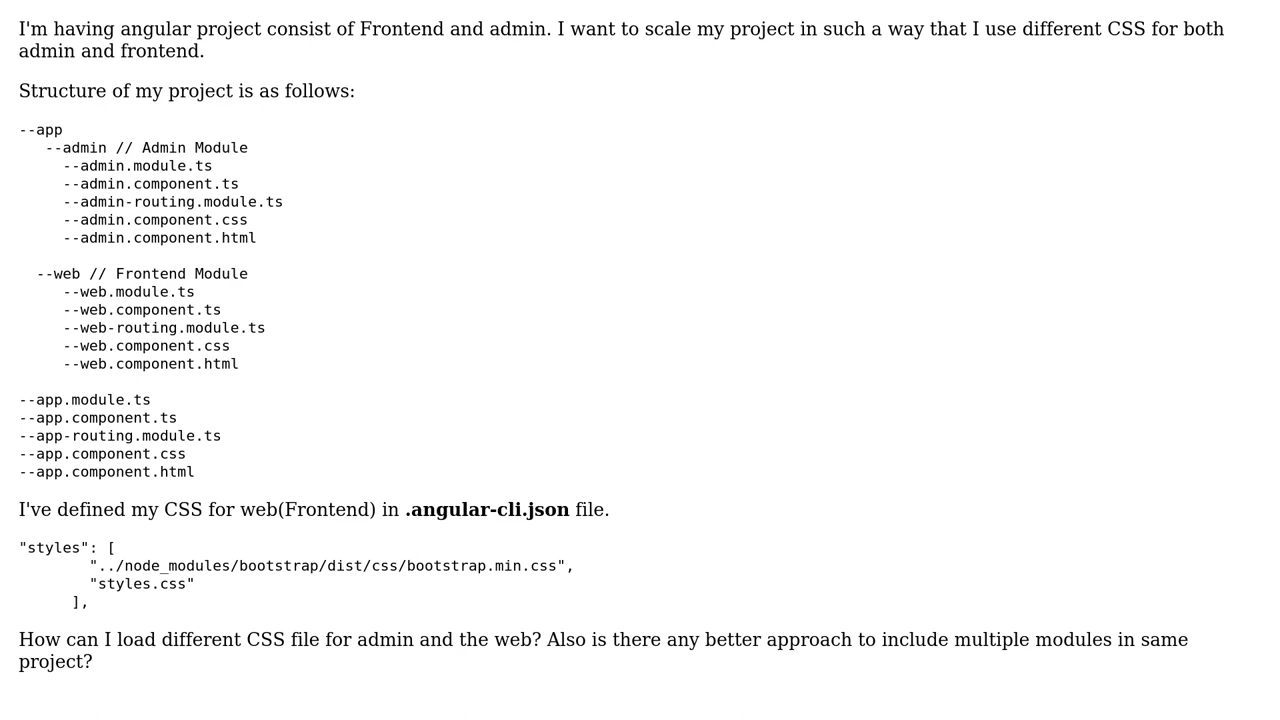 I'm having angular project consist of Frontend and admin. I want to scale my project in such a way that I use different CSS for both
admin and frontend.
Structure of my project is as follows:
--app
   --admin // Admin Module
     --admin.module.ts
     --admin.component.ts
     --admin-routing.module.ts
     --admin.component.css
     --admin.component.html
  --web // Frontend Module
     --web.module.ts
     --web.component.ts
     --web-routing.module.ts
     --web.component.css
     --web.component.html
--app.module.ts
--app.component.ts
--app-routing.module.ts
--app.component.css
--app.component.html
I've defined my CSS for web(Frontend) in .angular-cli.json file.
"styles": [
        "../node_modules/bootstrap/dist/css/bootstrap.min.css",
        "styles.css"
      ],
How can I load different CSS file for admin and the web? Also is there any better approach to include multiple modules in same
project?